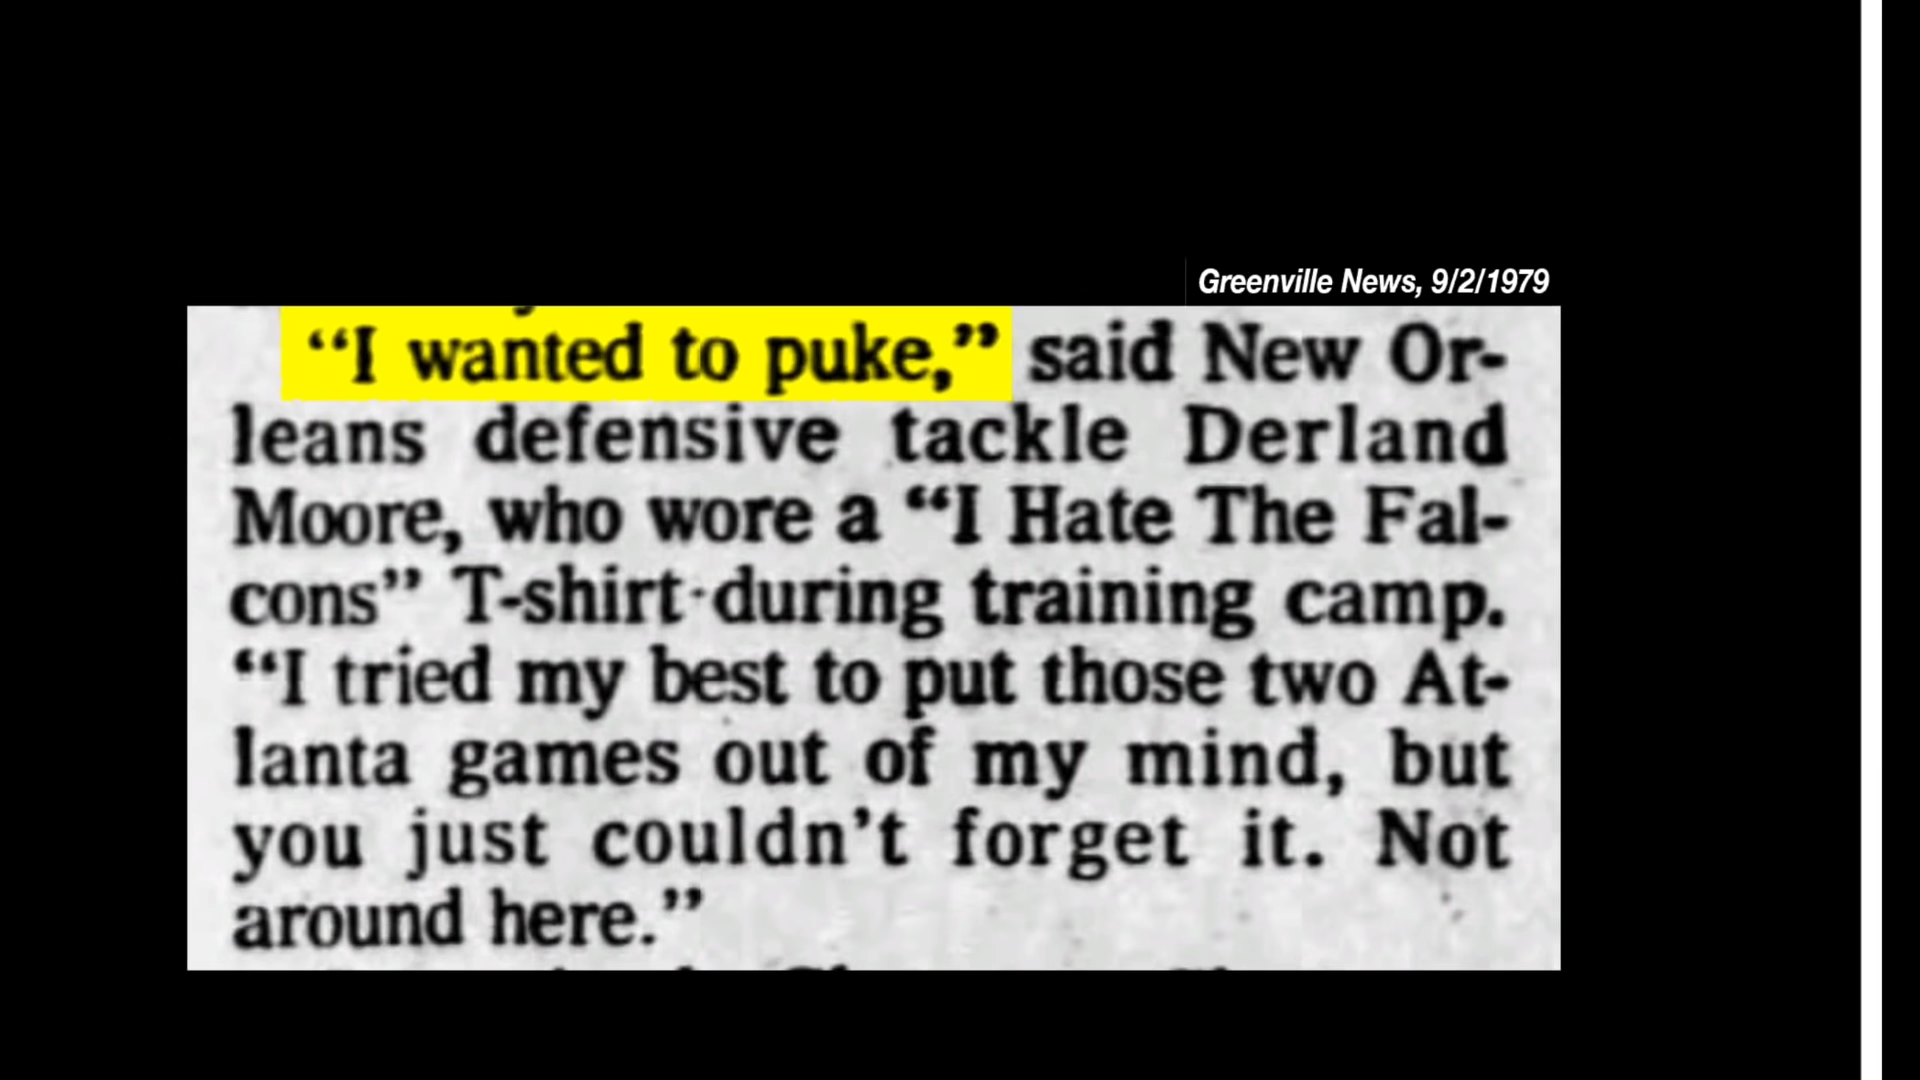 Greenville News, 9/2/1979
“I wanted to puke,” said New Or-
leans defensive tackle Derland
Moore, who wore a “I Hate The Fal-
cons” T-shirt during training camp.
“I tried my best to put those two At-
lanta games out of my mind, but
you just couldn’t forget it. Not
around here.”